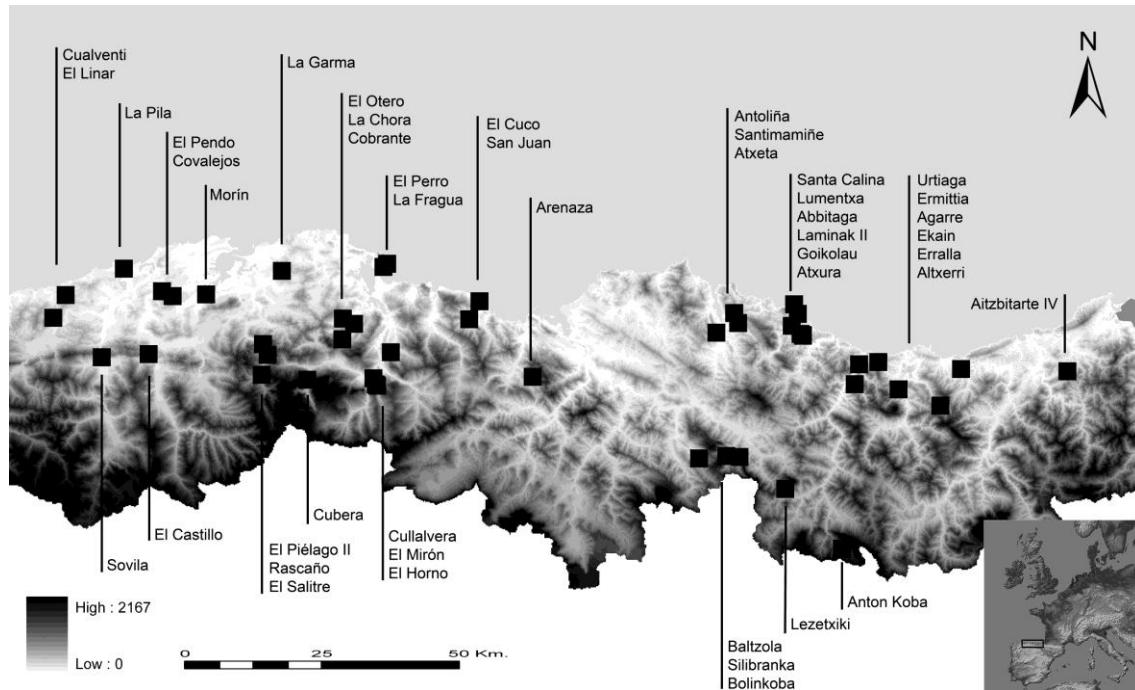 N
Cualventi
El Linar
La Pila
El Pendo
Covalejos
Morín
La Garma
El Otero
La Chora
Cobrante
El Perro
La Fragua
El Cuco
San Juan
Arenaza
Antoliña
Santimamiñe
Atxeta
Santa Calina
Lumentxa
Abbitaga
Laminak II
Goikolau
Atxura
Urtiaga
Ermittia
Agarre
Ekain
Erralla
Altxerri
Aitzbitarte IV
Sovila
El Castillo
El Piélago II
Rascaño
El Salitre
Cubera
Cullalvera
El Mirón
El Horno
Baltzola
Silibranka
Bolinkoba
Lezetxiki
Anton Koba
High : 2167
Low : 0
0 25 50 Km.